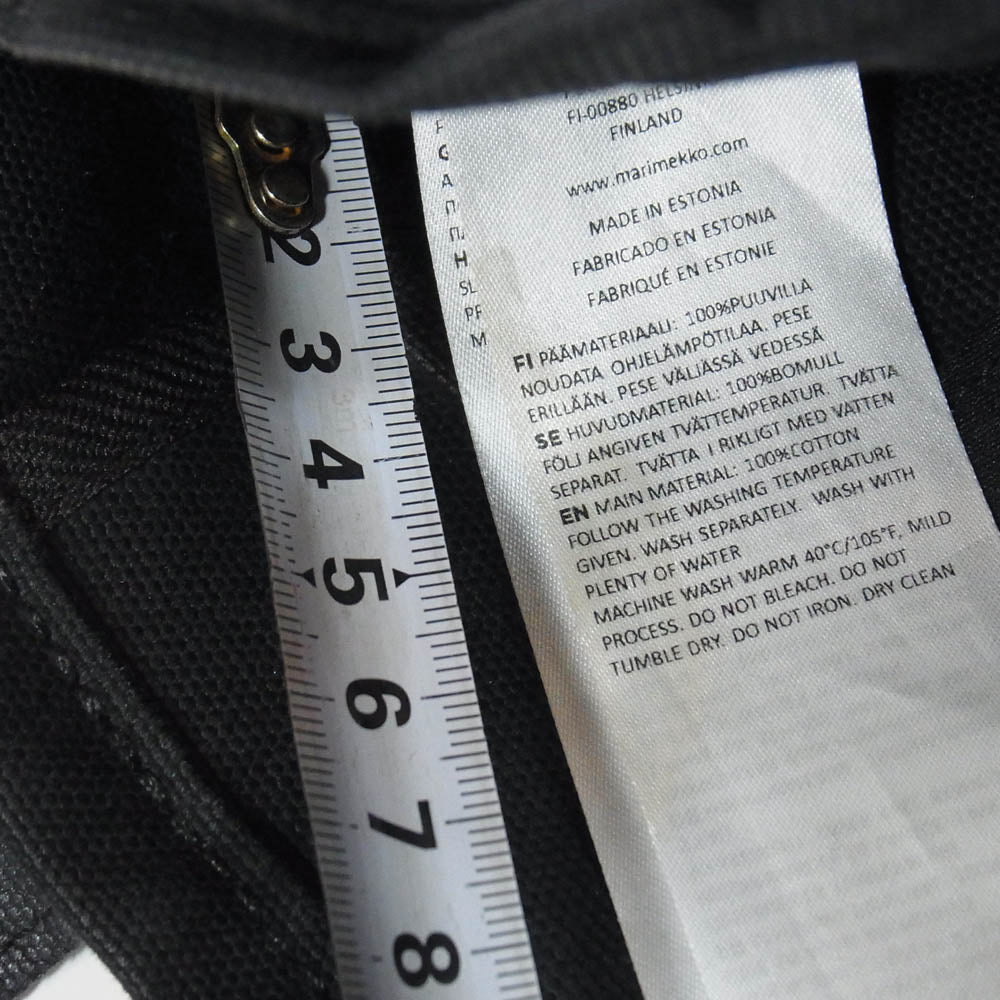 FI-00880 HELSINKI
FINLAND
www.marimekko.com
MADE IN ESTONIA
FABRICADO EN ESTONIA
FABRIQUÉ EN ESTONIE
FI PÄÄMATERIAALI: 100%PUUVILLA
NOUDATA OHJELÄMPÖTILAA. PESE
ERILLÄÄN. PESE VÄLJÄSSÄ VEDESSÄ
SE HUVUDMATERIAL: 100%BOMULL
FÖLJ ANGIVEN TVÄTTEMPERATUR. TVÄTTA
SEPARAT. TVÄTTA I RIKLIGT MED VATTEN
EN MAIN MATERIAL: 100%COTTON
FOLLOW THE WASHING TEMPERATURE
GIVEN. WASH SEPARATELY. WASH WITH
PLENTY OF WATER
MACHINE WASH WARM 40°C/105°F, MILD
PROCESS. DO NOT BLEACH. DO NOT
TUMBLE DRY. DO NOT IRON. DRY CLEAN
2
3
4
5
6
7
8